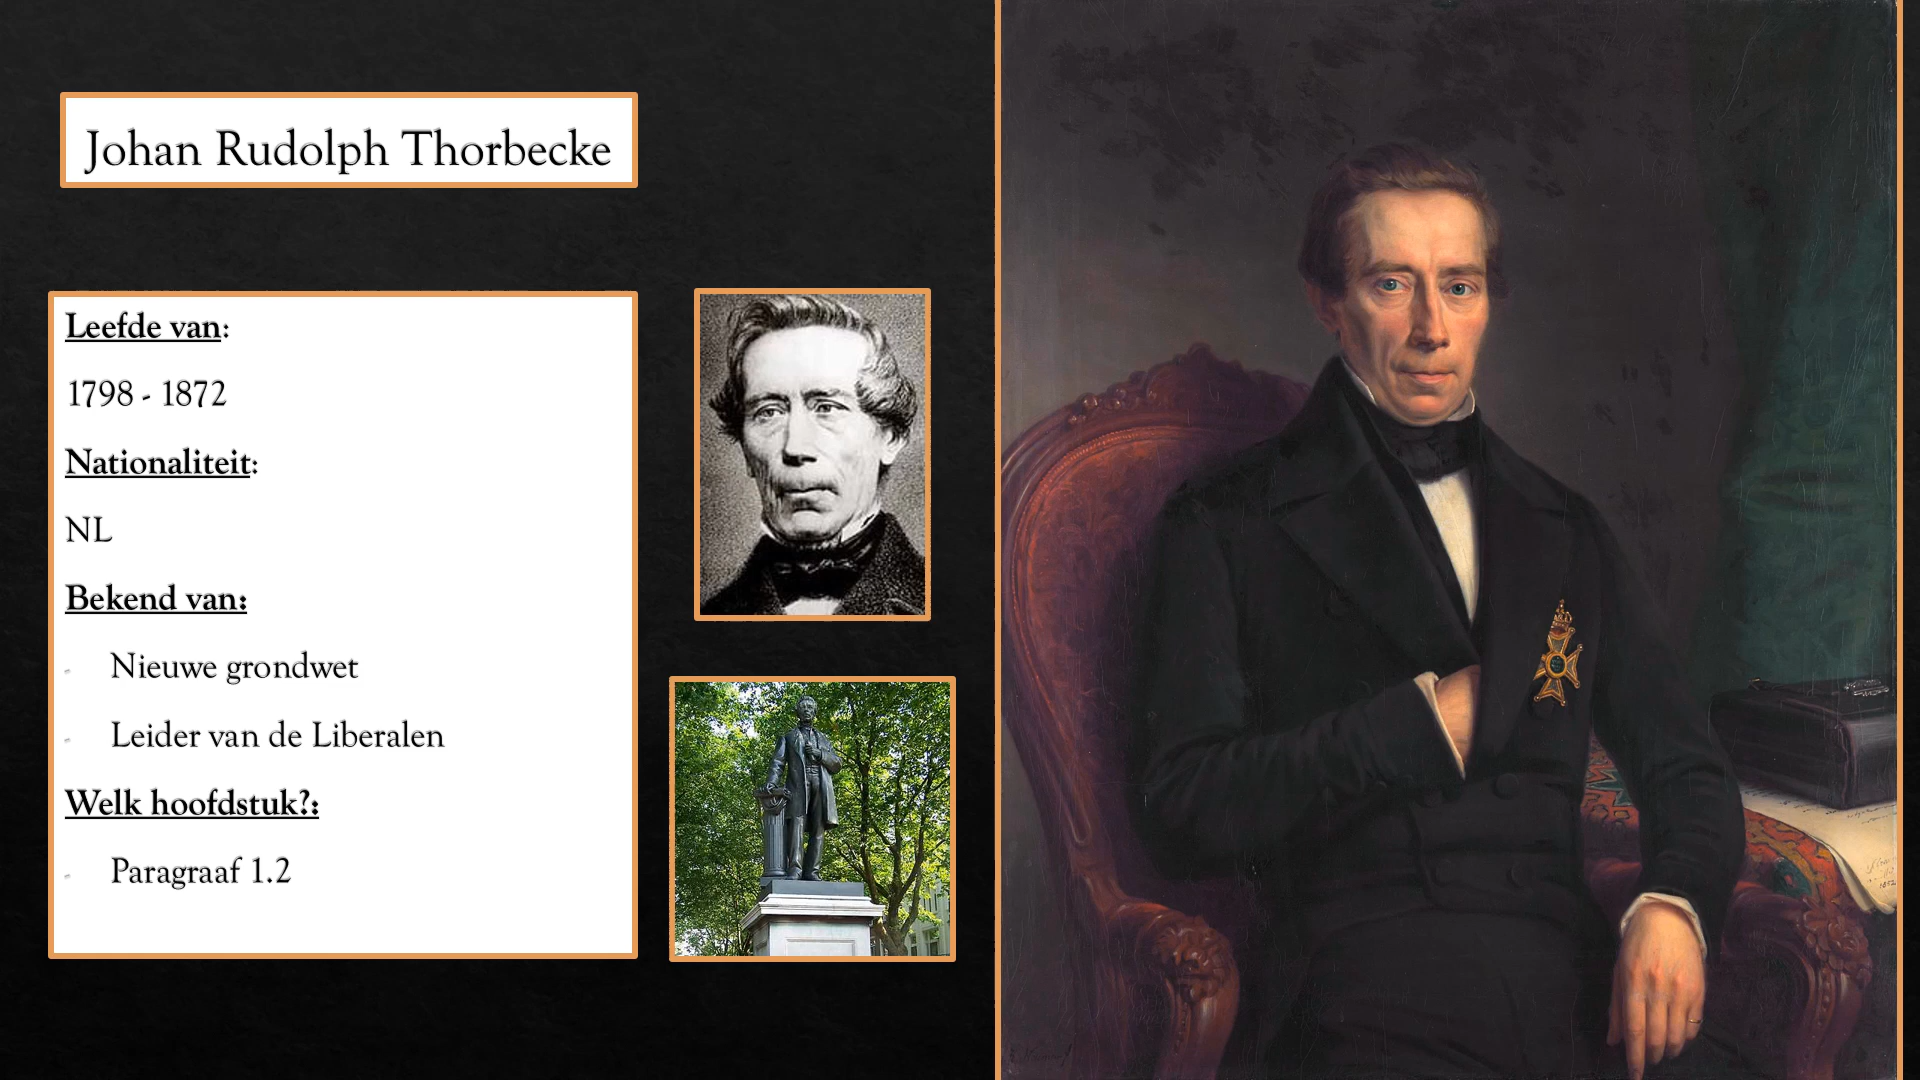 Johan Rudolph Thorbecke
Leefde van:
1798 - 1872
Nationaliteit:
NL
Bekend van:
- Nieuwe grondwet
- Leider van de Liberalen
Welk hoofdstuk?:
- Paragraaf 1.2